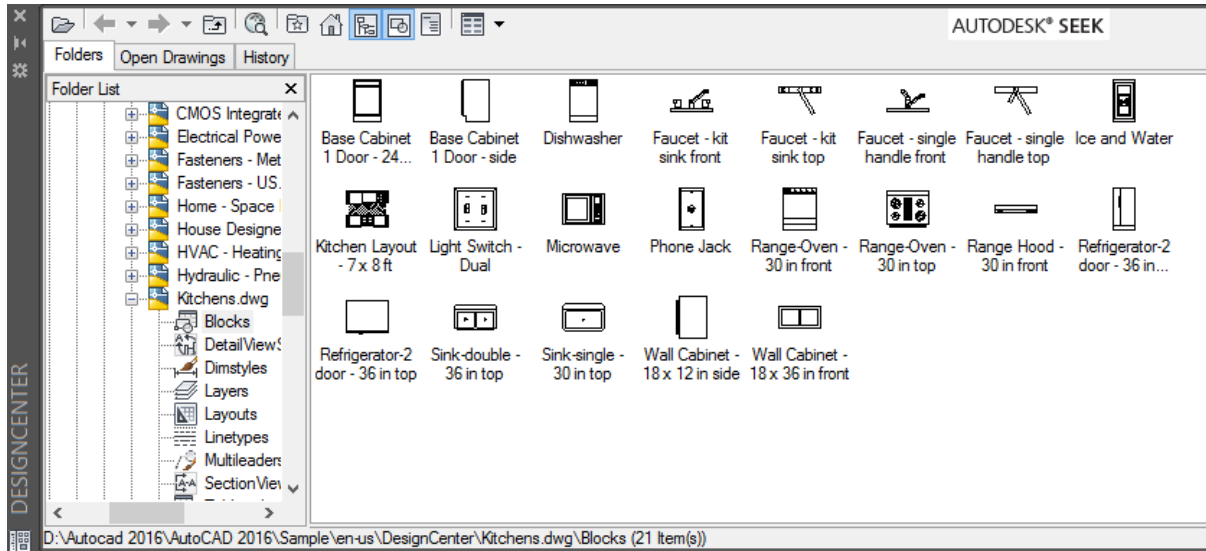 AUTODESK® SEEK
Folders
Open Drawings
History
Folder List
CMOS Integrate
Electrical Powe
Fasteners - Met
Fasteners - US.
Home - Space
House Designe
HVAC - Heating
Hydraulic - Pne
Kitchens.dwg
Blocks
DetailViewS
Dimstyles
Layers
Layouts
Linetypes
Multileaders
SectionView
Base Cabinet
1 Door - 24...
Base Cabinet
1 Door - side
Dishwasher
Faucet - kit
sink front
Faucet - kit
sink top
Faucet - single
handle front
Faucet - single
handle top
Ice and Water
Kitchen Layout
- 7 x 8 ft
Light Switch -
Dual
Microwave
Phone Jack
Range-Oven -
30 in front
Range-Oven -
30 in top
Range Hood -
30 in front
Refrigerator-2
door - 36 in...
Refrigerator-2
door - 36 in top
Sink-double -
36 in top
Sink-single -
30 in top
Wall Cabinet -
18 x 12 in side
Wall Cabinet -
18 x 36 in front
DESIGNCENTER
D:\Autocad 2016\AutoCAD 2016\Sample\en-us\DesignCenter\Kitchens.dwg\Blocks (21 Item(s))